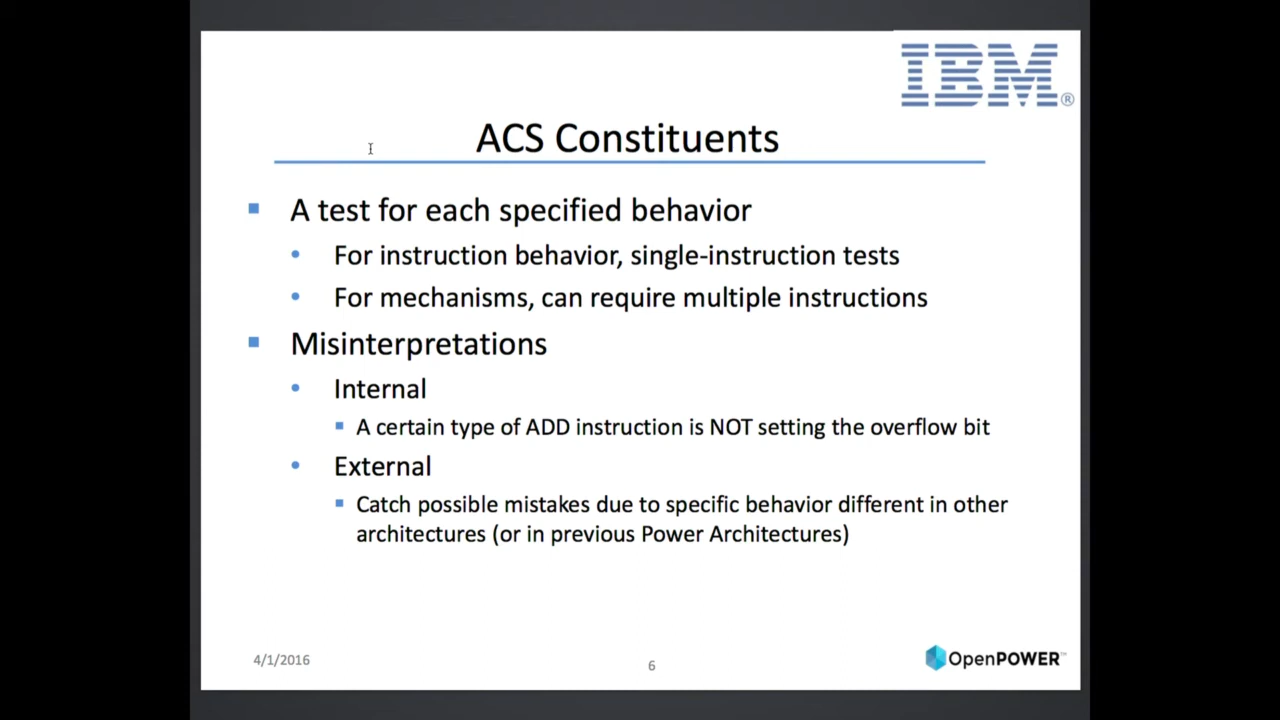 IBM®
ACS Constituents
A test for each specified behavior
For instruction behavior, single-instruction tests
For mechanisms, can require multiple instructions
Misinterpretations
Internal
A certain type of ADD instruction is NOT setting the overflow bit
External
Catch possible mistakes due to specific behavior different in other
architectures (or in previous Power Architectures)
4/1/2016
6
OpenPOWER™